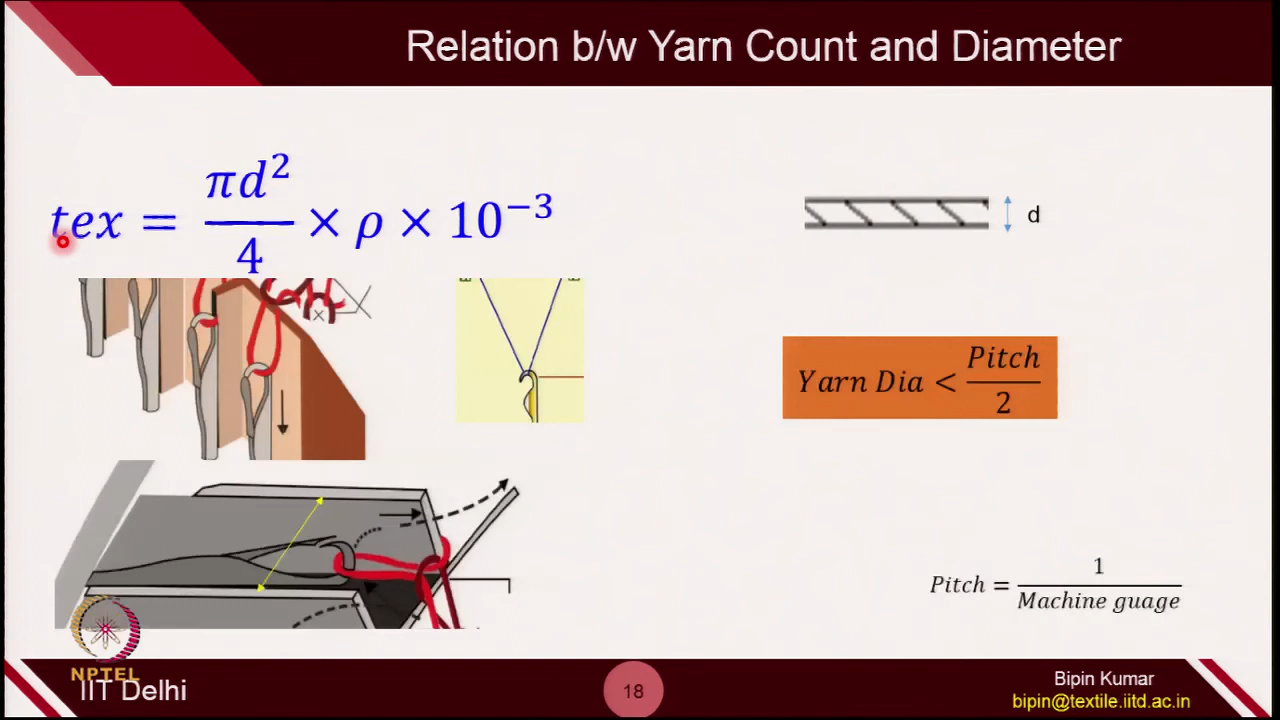 Relation b/w Yarn Count and Diameter
tex = πd²/4 × ρ × 10⁻³
d
x
Yarn Dia < Pitch/2
Pitch = 1/Machine guage
NPTEL
IIT Delhi
18
Bipin Kumar
bipin@textile.iitd.ac.in